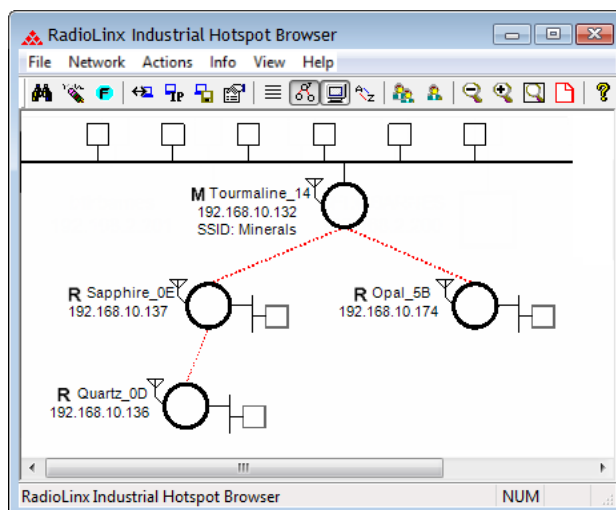 RadioLinx Industrial Hotspot Browser
File Network Actions Info View Help
F IP A Z ?
M Tourmaline_14
192.168.10.132
SSID: Minerals
R Sapphire_0E
192.168.10.137
R Opal_5B
192.168.10.174
R Quartz_0D
192.168.10.136
RadioLinx Industrial Hotspot Browser NUM